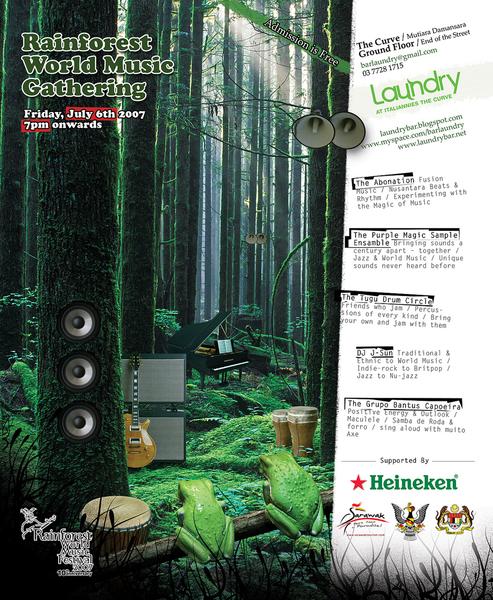 Rainforest
World Music
Gathering
Friday, July 6th 2007
7pm onwards
Admission is Free
The Curve / Mutiara Damansara
Ground Floor / End of the Street
barlaundry@gmail.com
03 7728 1715
Laundry
AT ITALIANNIES THE CURVE
laundrybar.blogspot.com
www.myspace.com/barlaundry
www.laundrybar.net
The Abonation Fusion
Music / Nusantara Beats &
Rhythm / Experimenting with
the Magic of Music
The Purple Magic Sample
Ensemble Bringing sounds a
century apart - together /
Jazz & World Music / Unique
sounds never heard before
The Tugu Drum Circle
Friends who jam / Percus-
sions of every kind / Bring
your own and jam with them
DJ J-Sun Traditional &
Ethnic to World Music /
Indie-rock to Britpop /
Jazz to Nu-jazz
The Grupo Bantus Capoeira
Positive Energy & Outlook /
Maculele / Samba de Roda &
forro / sing aloud with muito
Axe
Supported By
Heineken
Sarawak
Rainforest
World
Music
Festival
2007